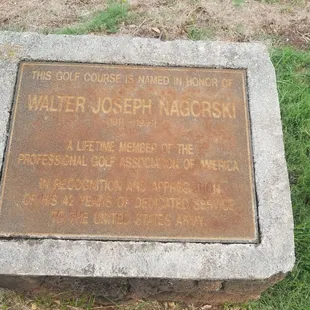 THIS GOLF COURSE IS NAMED IN HONOR OF
WALTER JOSEPH NAGORSKI
A LIFETIME MEMBER OF THE
PROFESSIONAL GOLF ASSOCIATION OF AMERICA
IN RECOGNITION AND APPRECIATION
OF HIS 42 YEARS OF DEDICATED SERVICE
TO THE UNITED STATES ARMY